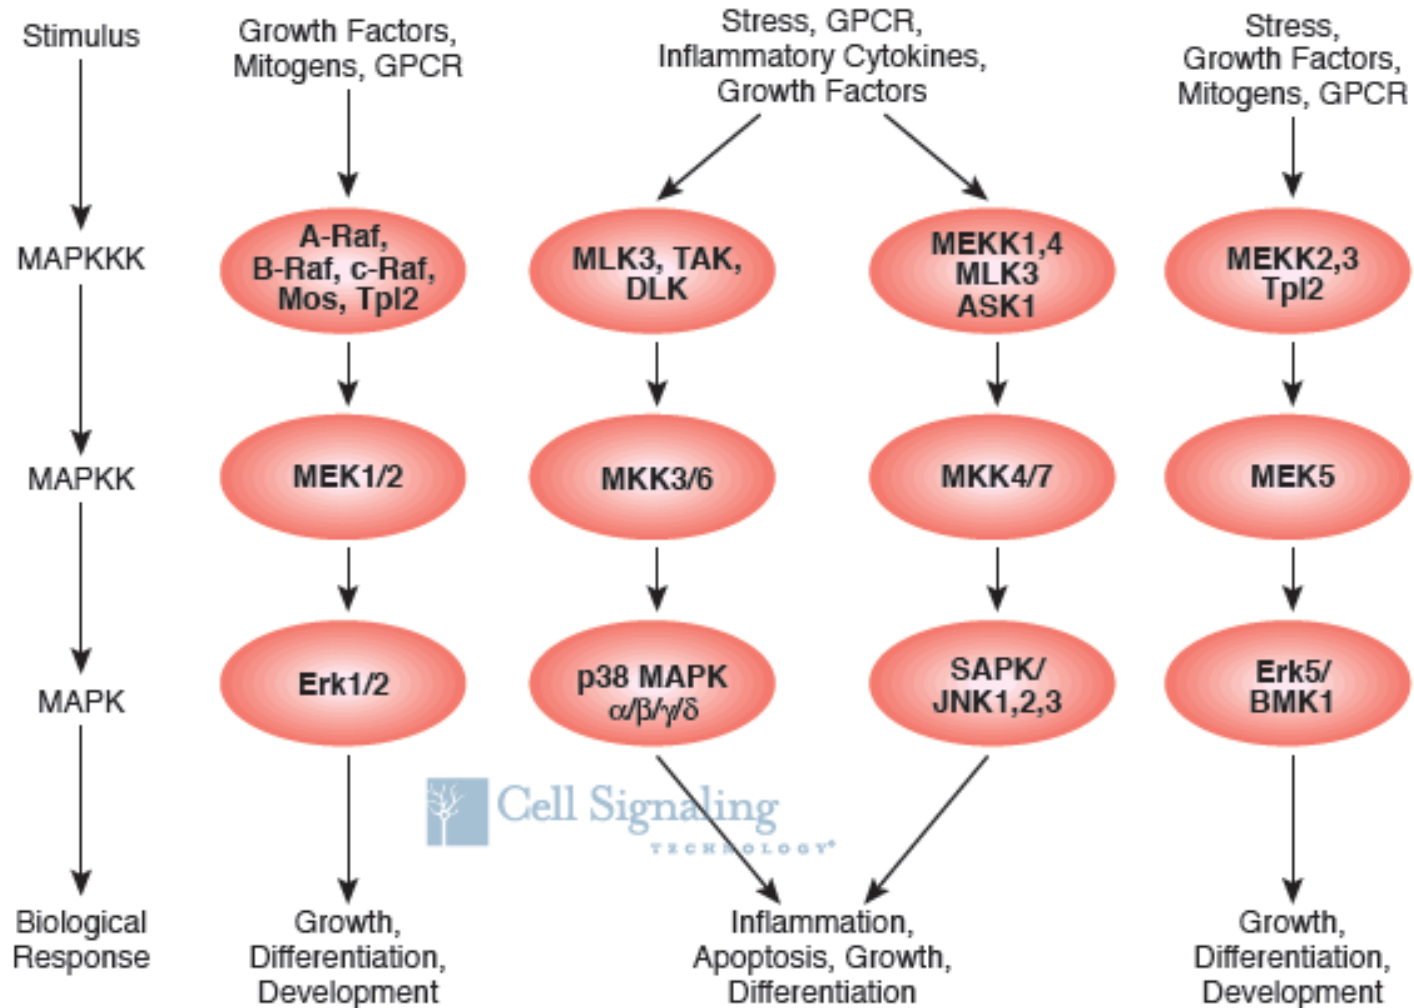 Stimulus
Growth Factors,
Mitogens, GPCR
Stress, GPCR,
Inflammatory Cytokines,
Growth Factors
Stress,
Growth Factors,
Mitogens, GPCR
MAPKKK
A-Raf,
B-Raf, c-Raf,
Mos, Tpl2
MLK3, TAK,
DLK
MEKK1,4
MLK3
ASK1
MEKK2,3
Tpl2
MAPKK
MEK1/2
MKK3/6
MKK4/7
MEK5
MAPK
Erk1/2
p38 MAPK
α/β/γ/δ
SAPK/
JNK1,2,3
Erk5/
BMK1
Cell Signaling
TECHNOLOGY®
Biological
Response
Growth,
Differentiation,
Development
Inflammation,
Apoptosis, Growth,
Differentiation
Growth,
Differentiation,
Development